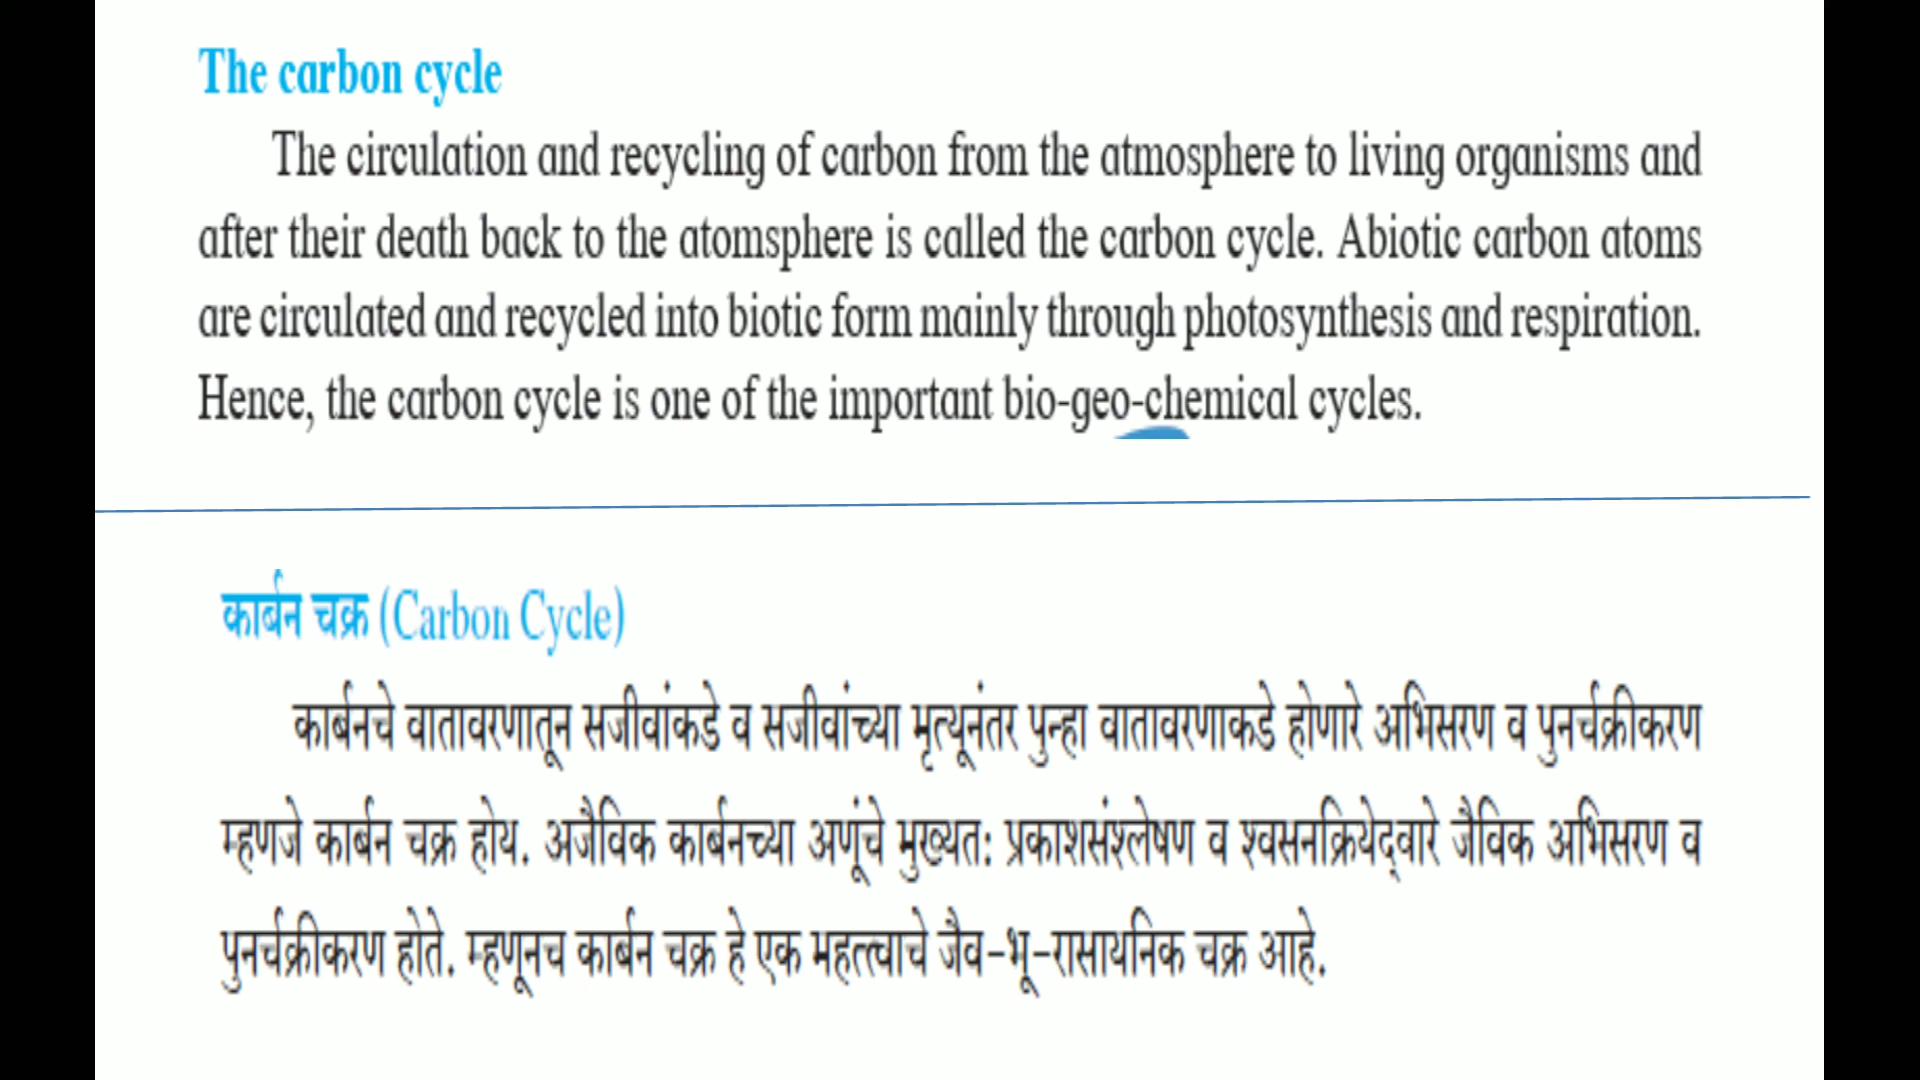 The carbon cycle
The circulation and recycling of carbon from the atmosphere to living organisms and
after their death back to the atomsphere is called the carbon cycle. Abiotic carbon atoms
are circulated and recycled into biotic form mainly through photosynthesis and respiration.
Hence, the carbon cycle is one of the important bio-geo-chemical cycles.
कार्बन चक्र (Carbon Cycle)
कार्बनचे वातावरणातून सजीवांकडे व सजीवांच्या मृत्यूनंतर पुन्हा वातावरणाकडे होणारे अभिसरण व पुनर्चक्रीकरण
म्हणजे कार्बन चक्र होय. अजैविक कार्बनच्या अणूंचे मुख्यत: प्रकाशसंश्लेषण व श्वसनक्रियेद्‌वारे जैविक अभिसरण व
पुनर्चक्रीकरण होते. म्हणूनच कार्बन चक्र हे एक महत्त्वाचे जैव-भू-रासायनिक चक्र आहे.